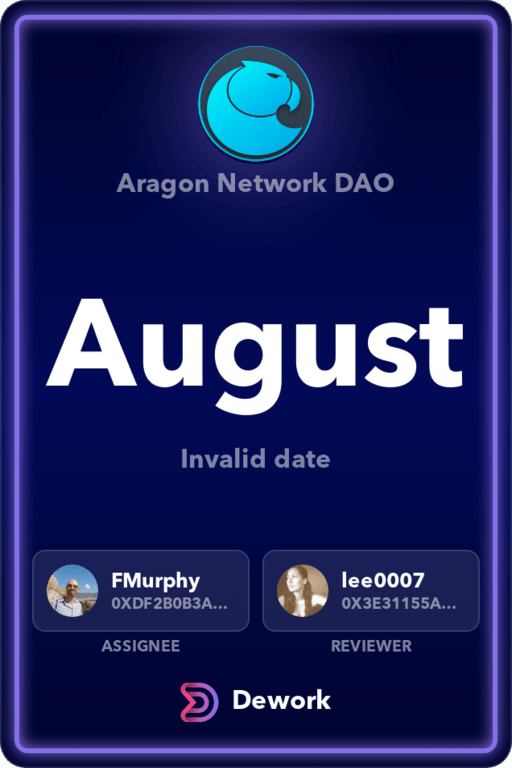 Aragon Network DAO
August
Invalid date
FMurphy
0XDF2B0B3A...
ASSIGNEE
lee0007
0X3E31155A...
REVIEWER
Dework